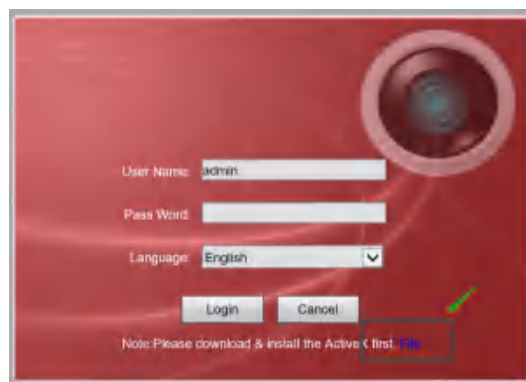 User Name: admin
Pass Word:
Language: English
Login Cancel
Note:Please download & install the ActiveX first. File